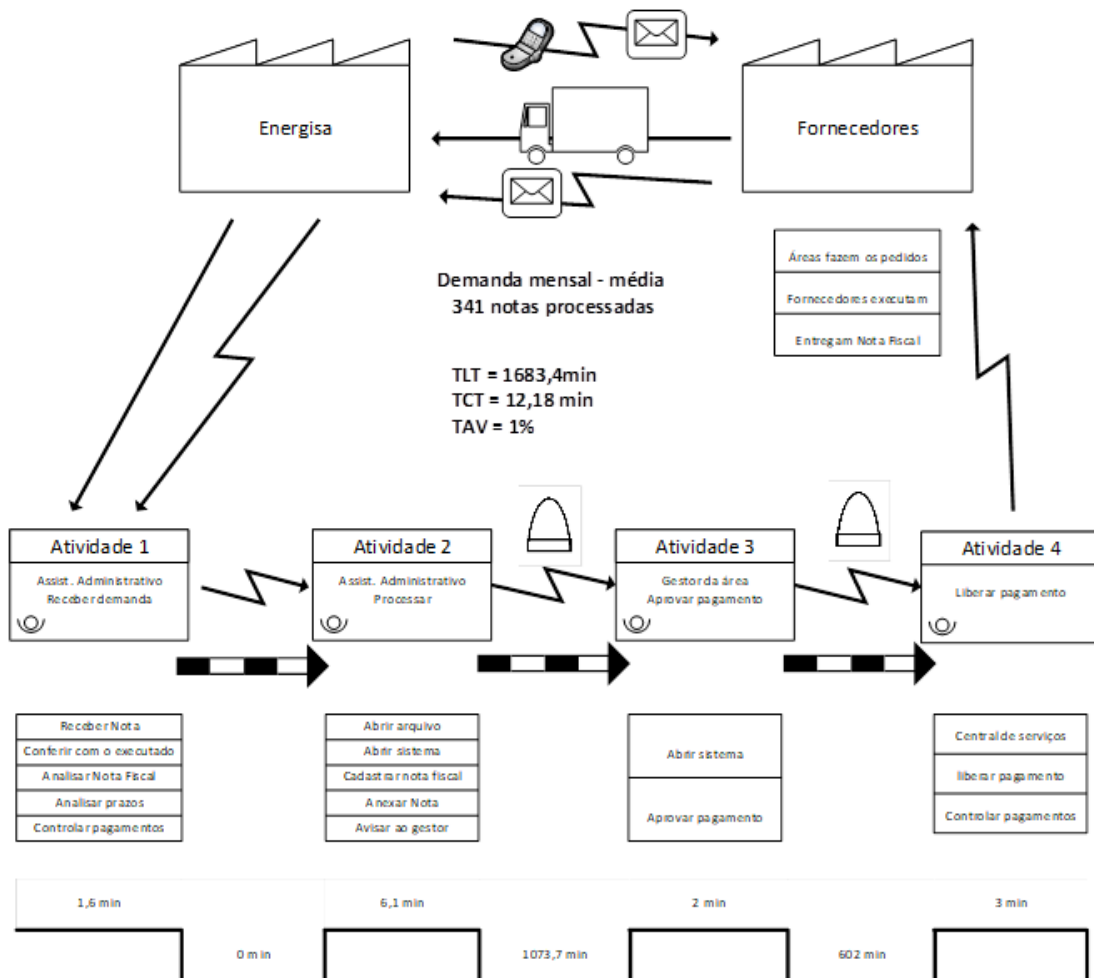 Energisa
Fornecedores
Áreas fazem os pedidos
Fornecedores executam
Entregam Nota Fiscal
Demanda mensal - média
341 notas processadas
TLT = 1683,4min
TCT = 12,18 min
TAV = 1%
Atividade 1
Assist. Administrativo
Receber demanda
Atividade 2
Assist. Administrativo
Processar
Atividade 3
Gestor da área
Aprovar pagamento
Atividade 4
Liberar pagamento
Receber Nota
Conferir com o executado
Analisar Nota Fiscal
Analisar prazos
Controlar pagamentos
Abrir arquivo
Abrir sistema
Cadastrar nota fiscal
Anexar Nota
Avisar ao gestor
Abrir sistema
Aprovar pagamento
Central de serviços
liberar pagamento
Controlar pagamentos
1,6 min
6,1 min
2 min
3 min
0 min
1073,7 min
602 min